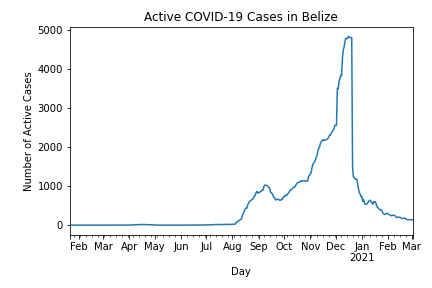 Active COVID-19 Cases in Belize
Number of Active Cases
5000
4000
3000
2000
1000
0
Feb Mar Apr May Jun Jul Aug Sep Oct Nov Dec Jan Feb Mar
2021
Day